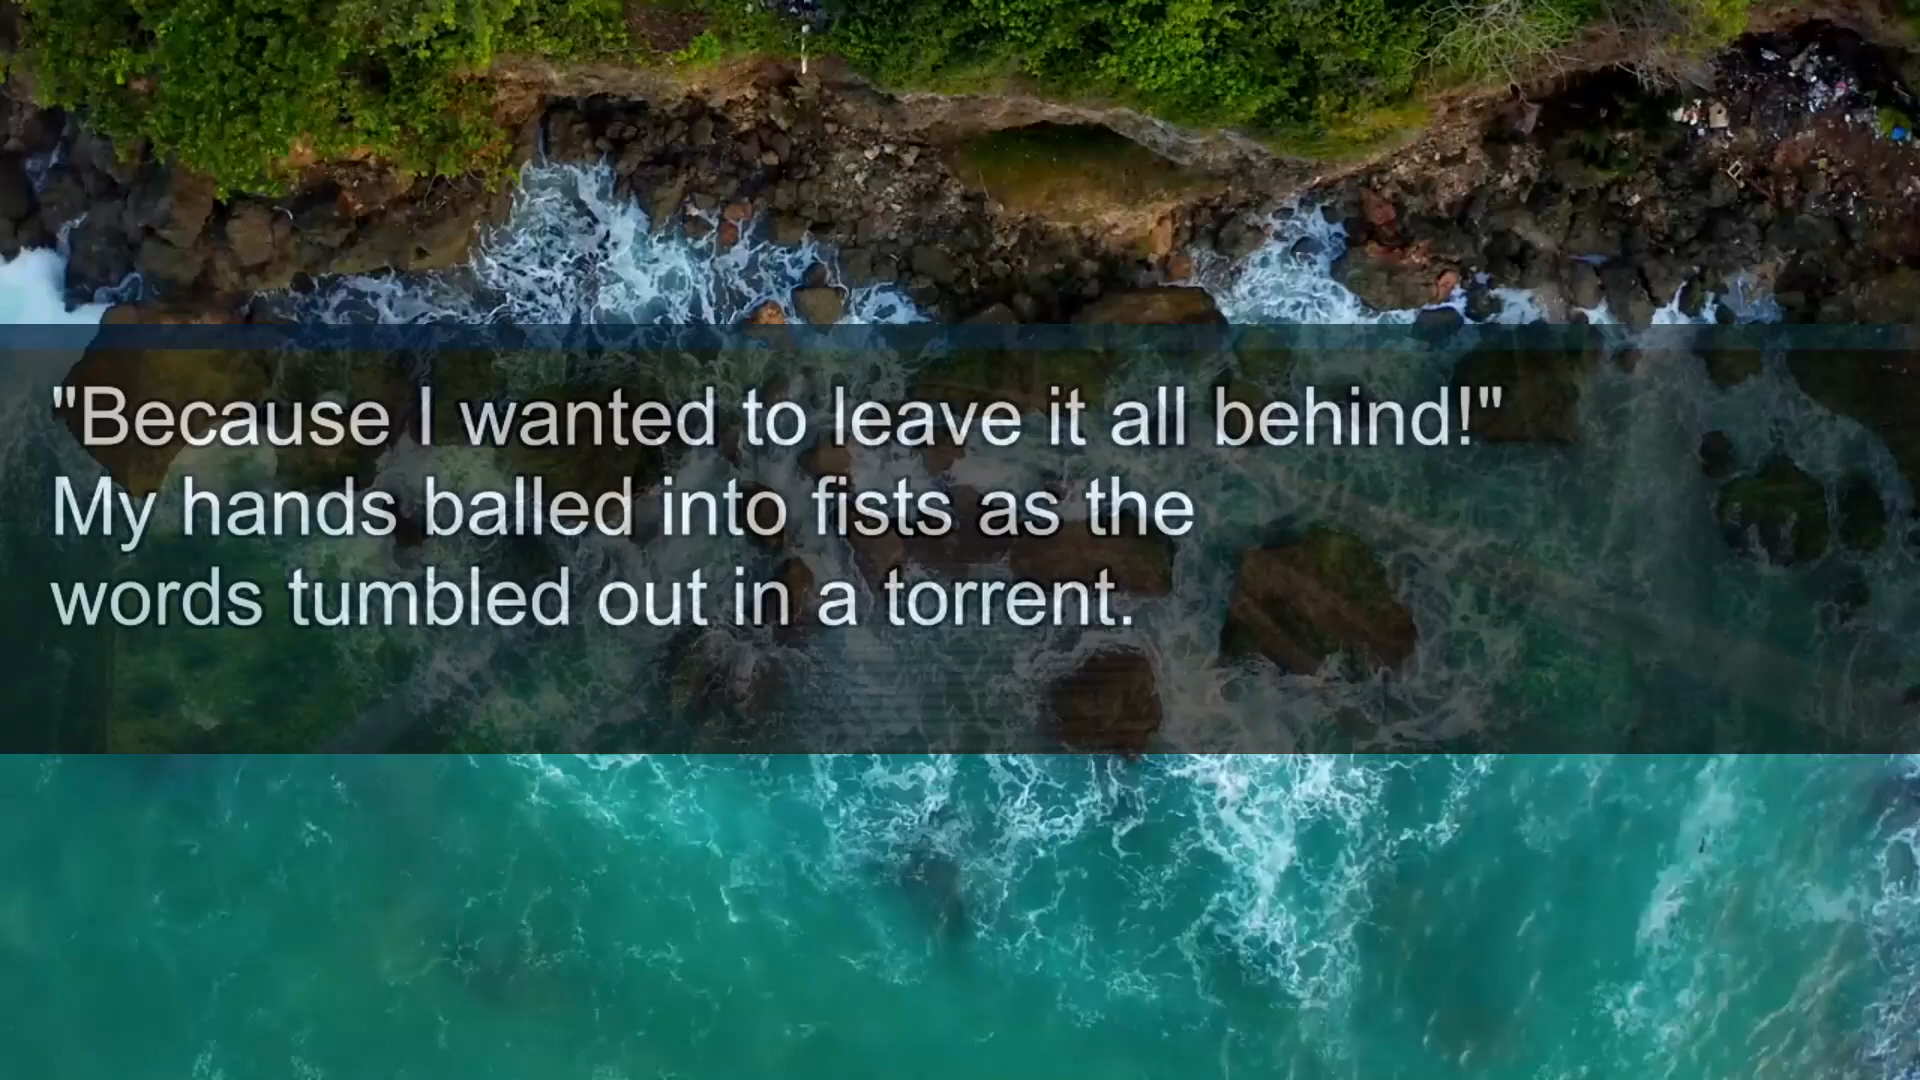 "Because I wanted to leave it all behind!"
My hands balled into fists as the
words tumbled out in a torrent.